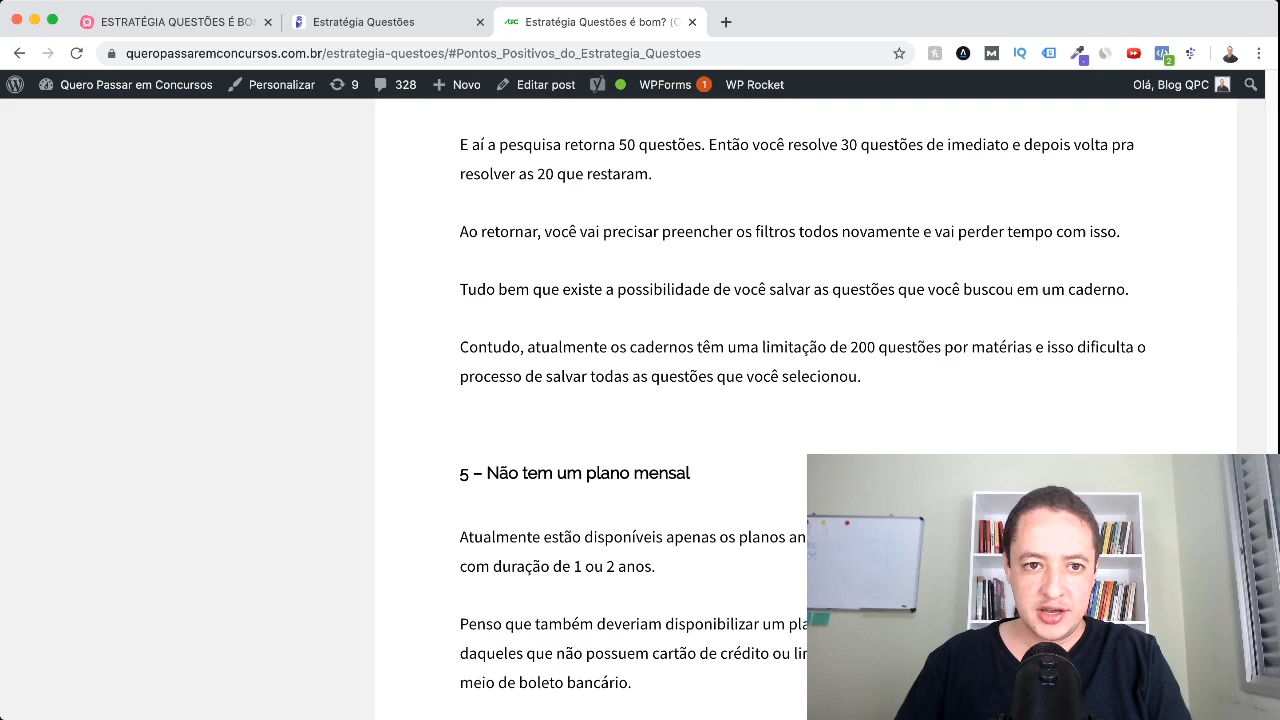 ESTRATÉGIA QUESTÕES É BO
Estratégia Questões
Estratégia Questões é bom? (O
queropassaremconcursos.com.br/estrategia-questoes/#Pontos_Positivos_do_Estrategia_Questoes
Quero Passar em Concursos
Personalizar
9
328
Novo
Editar post
WPForms 1
WP Rocket
Olá, Blog QPC
E aí a pesquisa retorna 50 questões. Então você resolve 30 questões de imediato e depois volta pra
resolver as 20 que restaram.
Ao retornar, você vai precisar preencher os filtros todos novamente e vai perder tempo com isso.
Tudo bem que existe a possibilidade de você salvar as questões que você buscou em um caderno.
Contudo, atualmente os cadernos têm uma limitação de 200 questões por matérias e isso dificulta o
processo de salvar todas as questões que você selecionou.
5 – Não tem um plano mensal
Atualmente estão disponíveis apenas os planos an
com duração de 1 ou 2 anos.
Penso que também deveriam disponibilizar um pla
daqueles que não possuem cartão de crédito ou lir
meio de boleto bancário.